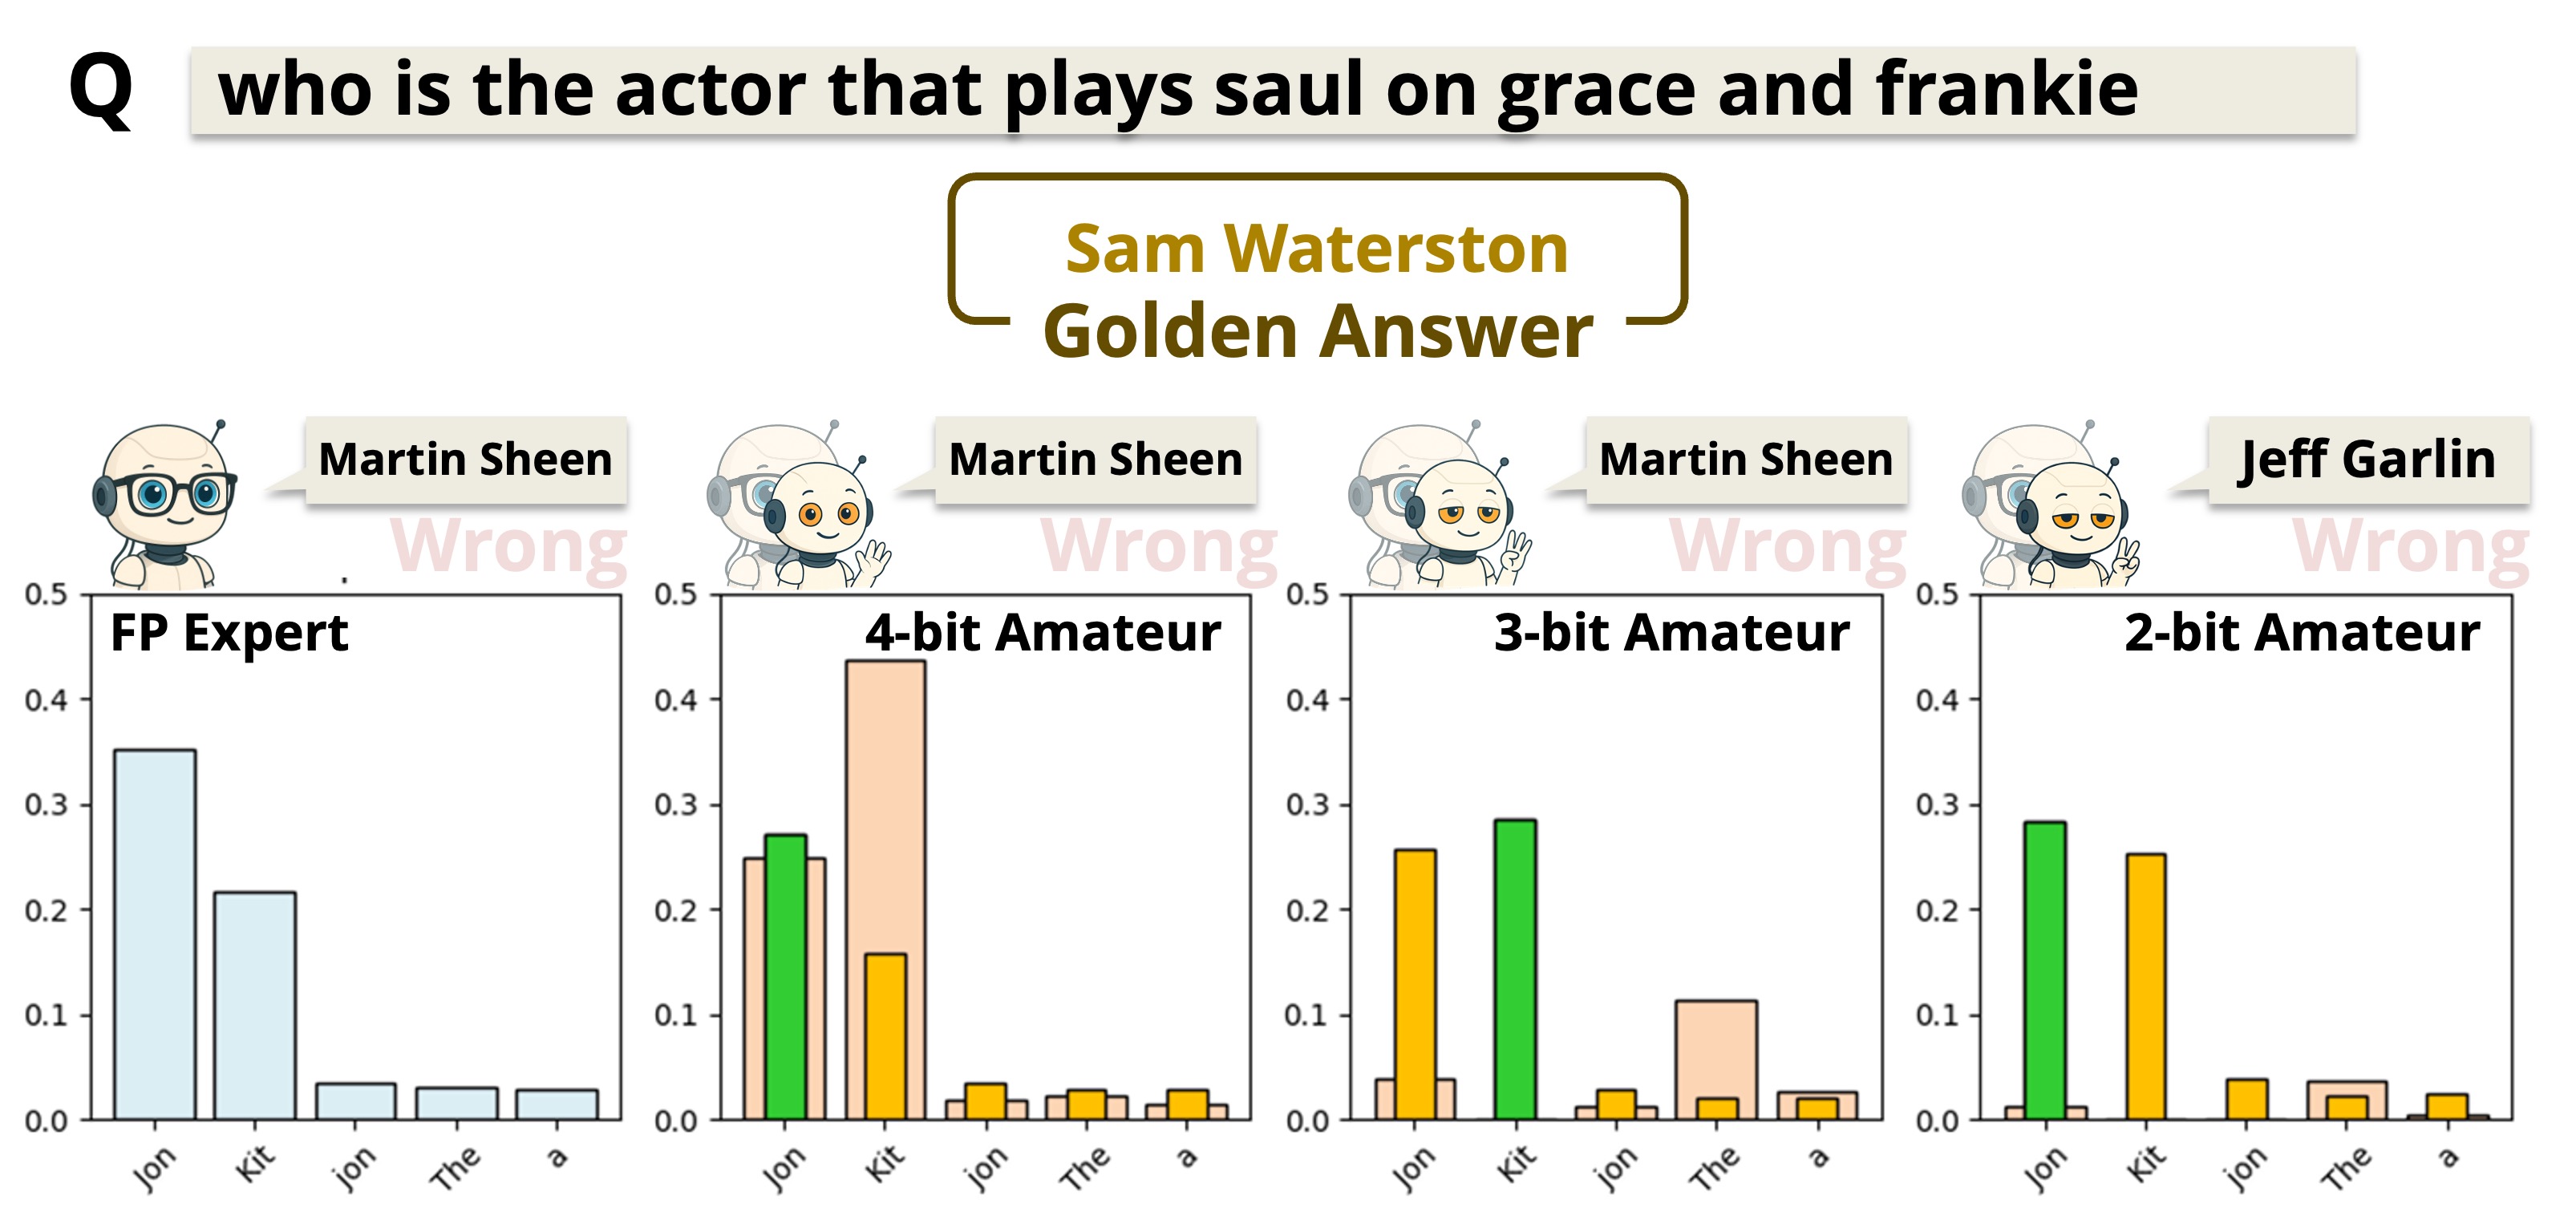 Q who is the actor that plays saul on grace and frankie
Sam Waterston
Golden Answer
Martin Sheen
Wrong
Martin Sheen
Wrong
Martin Sheen
Wrong
Jeff Garlin
Wrong
FP Expert
0.5
0.4
0.3
0.2
0.1
0.0
Jon Kit jon The a
4-bit Amateur
0.5
0.4
0.3
0.2
0.1
0.0
Jon Kit jon The a
3-bit Amateur
0.5
0.4
0.3
0.2
0.1
0.0
Jon Kit jon The a
2-bit Amateur
0.5
0.4
0.3
0.2
0.1
0.0
Jon Kit jon The a